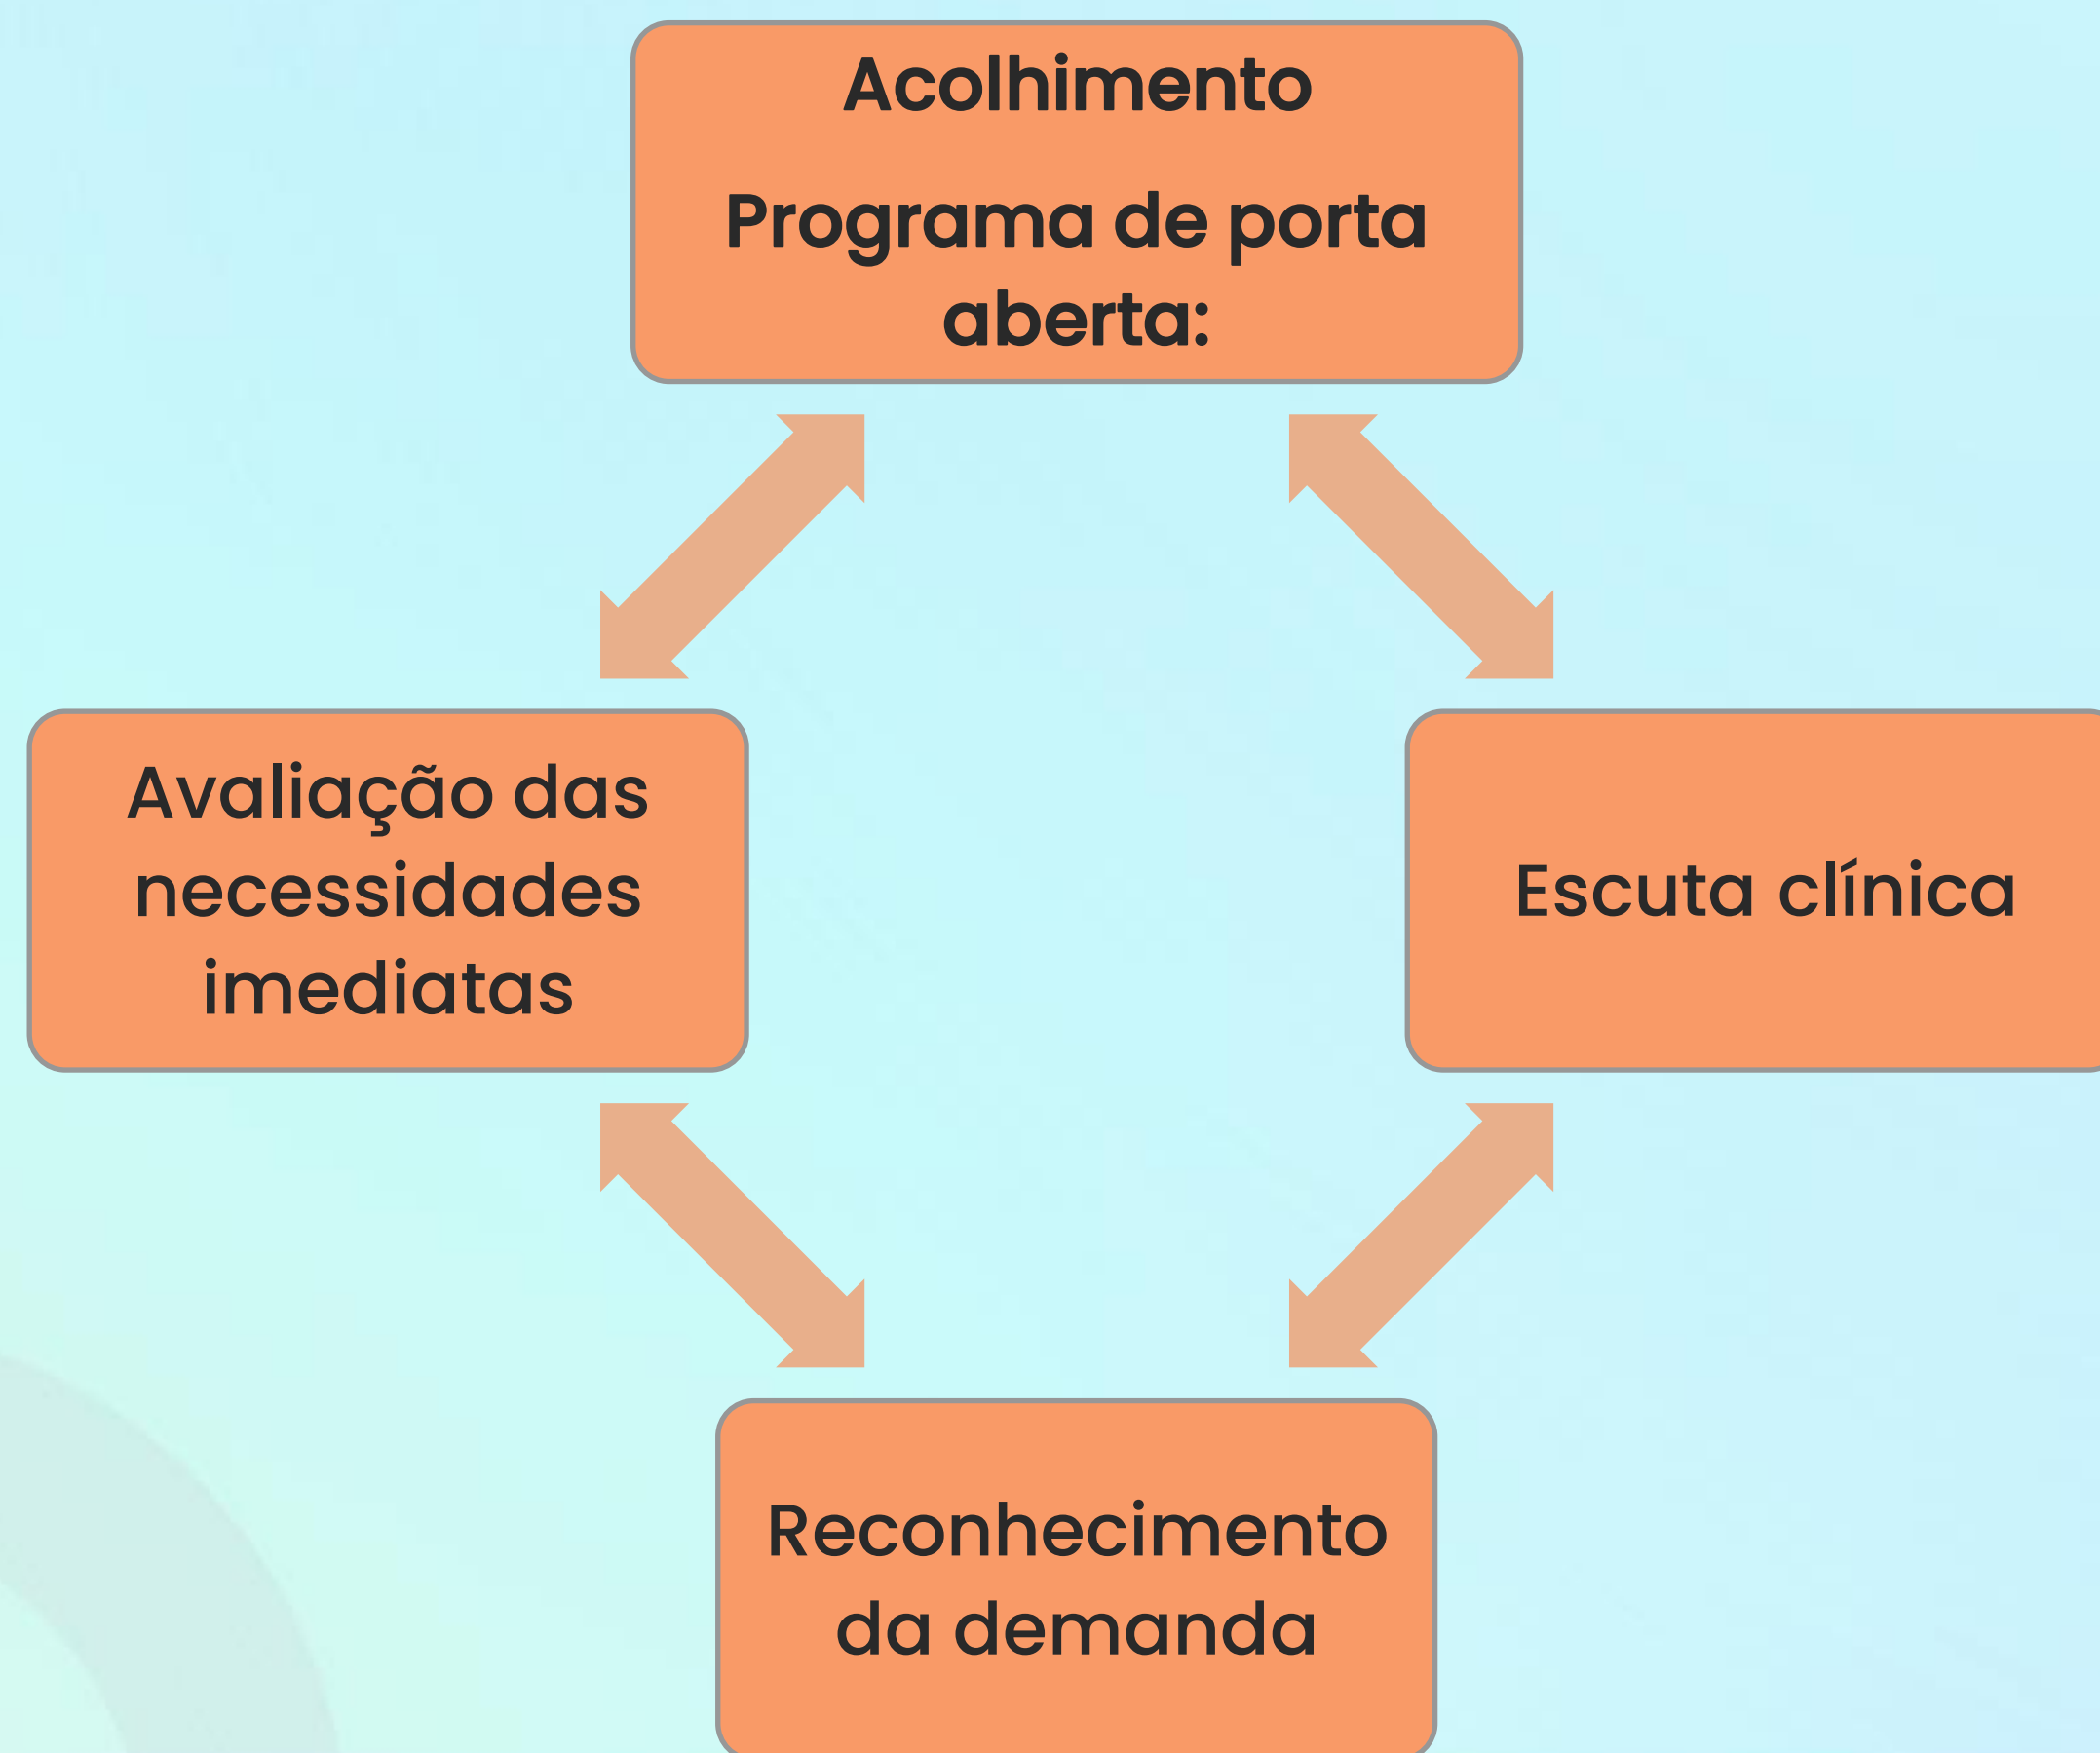 Acolhimento
Programa de porta
aberta:
Avaliação das
necessidades
imediatas
Escuta clínica
Reconhecimento
da demanda